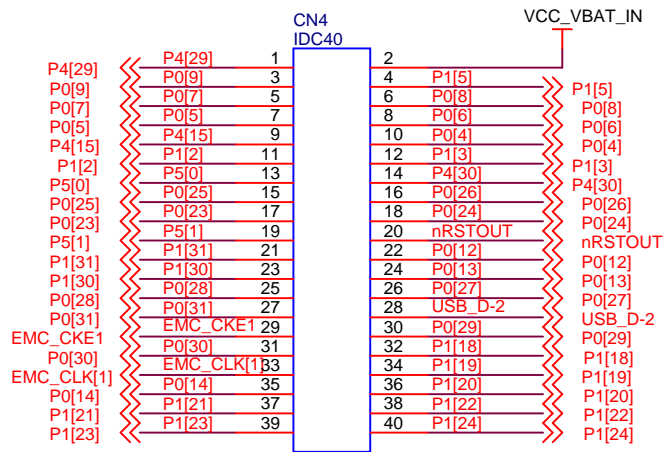 VCC_VBAT_IN
CN4
IDC40
P4[29] P4[29] 1 2
P0[9] P0[9] 3 4 P1[5] P1[5]
P0[7] P0[7] 5 6 P0[8] P0[8]
P0[5] P0[5] 7 8 P0[6] P0[6]
P4[15] P4[15] 9 10 P0[4] P0[4]
P1[2] P1[2] 11 12 P1[3] P1[3]
P5[0] P5[0] 13 14 P4[30] P4[30]
P0[25] P0[25] 15 16 P0[26] P0[26]
P0[23] P0[23] 17 18 P0[24] P0[24]
P5[1] P5[1] 19 20 nRSTOUT nRSTOUT
P1[31] P1[31] 21 22 P0[12] P0[12]
P1[30] P1[30] 23 24 P0[13] P0[13]
P0[28] P0[28] 25 26 P0[27] P0[27]
P0[31] P0[31] 27 28 USB_D-2 USB_D-2
EMC_CKE1 EMC_CKE1 29 30 P0[29] P0[29]
P0[30] P0[30] 31 32 P1[18] P1[18]
EMC_CLK[1] EMC_CLK[1] 33 34 P1[19] P1[19]
P0[14] P0[14] 35 36 P1[20] P1[20]
P1[21] P1[21] 37 38 P1[22] P1[22]
P1[23] P1[23] 39 40 P1[24] P1[24]